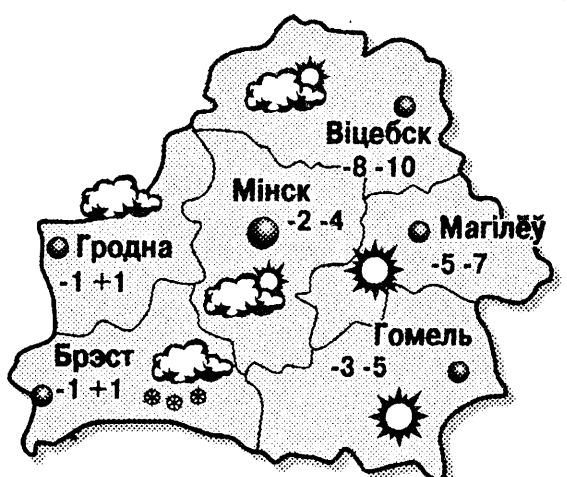 Віцебск
-8 -10
Мінск
-2 -4
Магілёў
-5 -7
Гродна
-1 +1
Гомель
-3 -5
Брэст
-1 +1